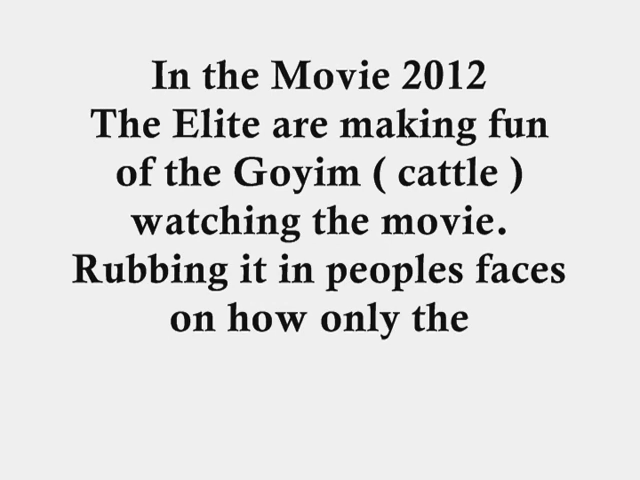 In the Movie 2012
The Elite are making fun
of the Goyim ( cattle )
watching the movie.
Rubbing it in peoples faces
on how only the